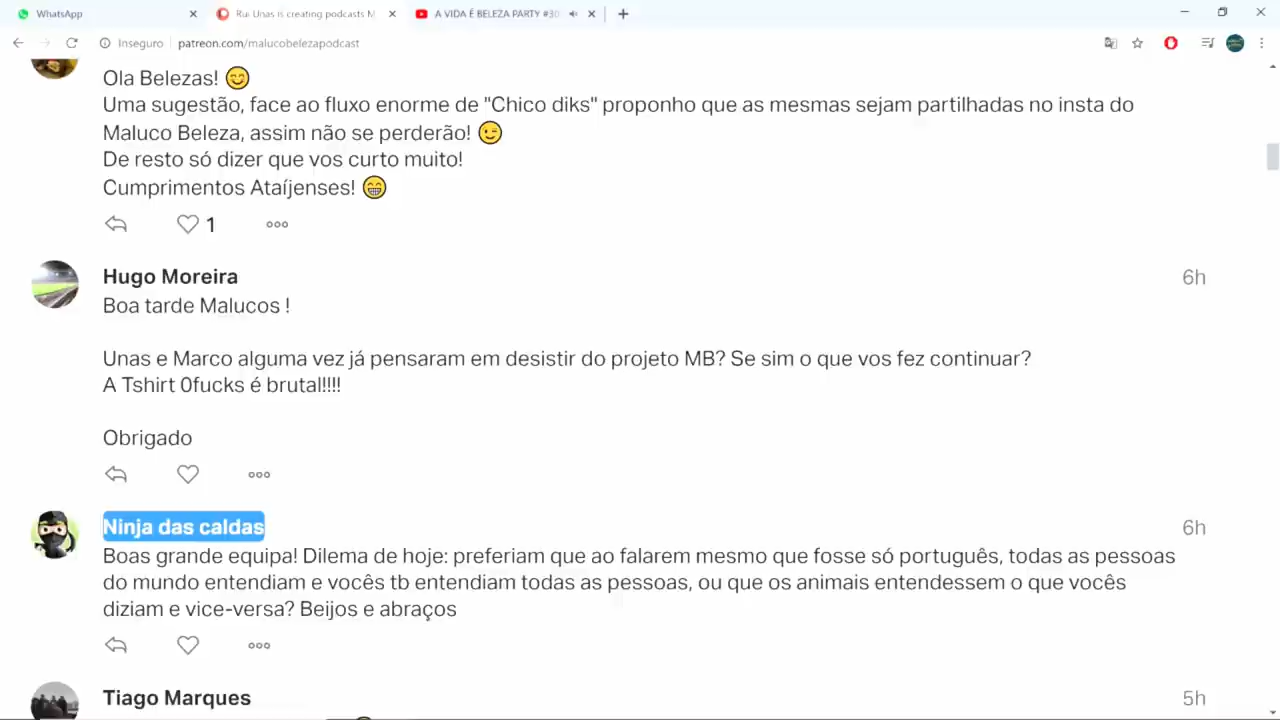 WhatsApp
Rui Unas is creating podcasts M
A VIDA É BELEZA PARTY #30
Inseguro
patreon.com/malucobelezapodcast
Ola Belezas! 😊
Uma sugestão, face ao fluxo enorme de "Chico diks" proponho que as mesmas sejam partilhadas no insta do
Maluco Beleza, assim não se perderão! 😉
De resto só dizer que vos curto muito!
Cumprimentos Ataíjenses! 😁
1
Hugo Moreira
6h
Boa tarde Malucos !
Unas e Marco alguma vez já pensaram em desistir do projeto MB? Se sim o que vos fez continuar?
A Tshirt 0fucks é brutal!!!!
Obrigado
Ninja das caldas
6h
Boas grande equipa! Dilema de hoje: preferiam que ao falarem mesmo que fosse só português, todas as pessoas
do mundo entendiam e vocês tb entendiam todas as pessoas, ou que os animais entendessem o que vocês
diziam e vice-versa? Beijos e abraços
Tiago Marques
5h